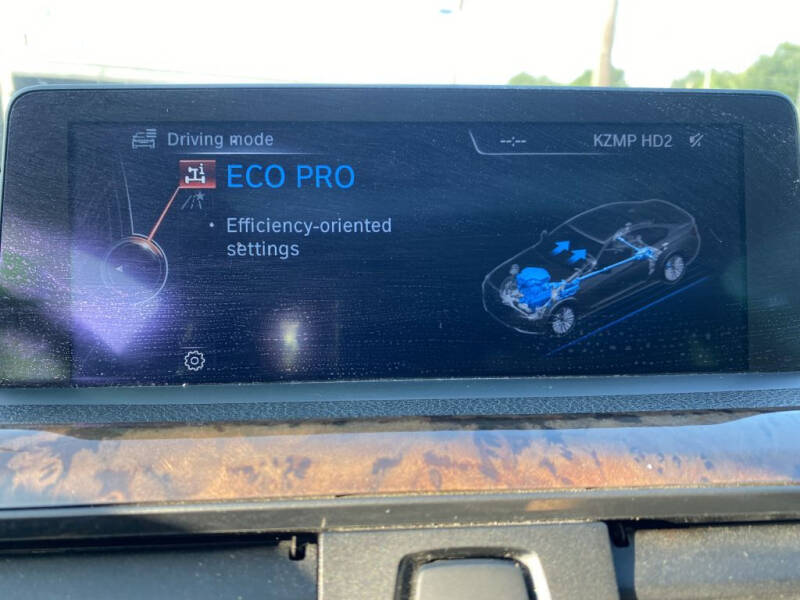 Driving mode
--:--
KZMP HD2
ECO PRO
• Efficiency-oriented
settings